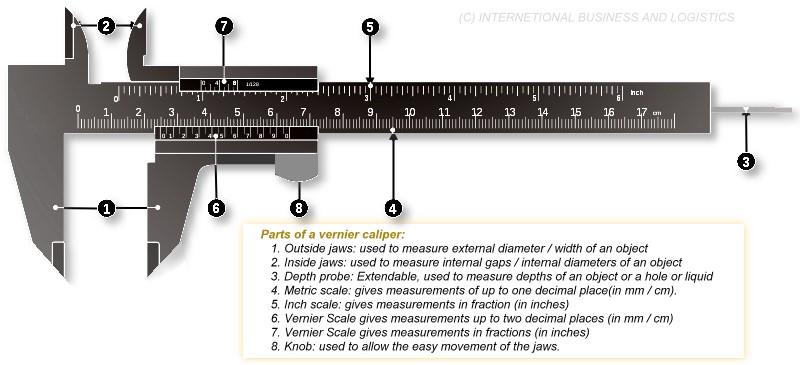 (C) INTERNETIONAL BUSINESS AND LOGISTICS
2
7
5
0 4 8 1/128
0 1 2 3 4 5 6 Inch
0 1 2 3 4 5 6 7 8 9 10 11 12 13 14 15 16 17 cm
0 1 2 3 4 5 6 7 8 9 0
3
1
6
8
4
Parts of a vernier caliper:
1. Outside jaws: used to measure external diameter / width of an object
2. Inside jaws: used to measure internal gaps / internal diameters of an object
3. Depth probe: Extendable, used to measure depths of an object or a hole or liquid
4. Metric scale: gives measurements of up to one decimal place(in mm / cm).
5. Inch scale: gives measurements in fraction (in inches)
6. Vernier Scale gives measurements up to two decimal places (in mm / cm)
7. Vernier Scale gives measurements in fractions (in inches)
8. Knob: used to allow the easy movement of the jaws.